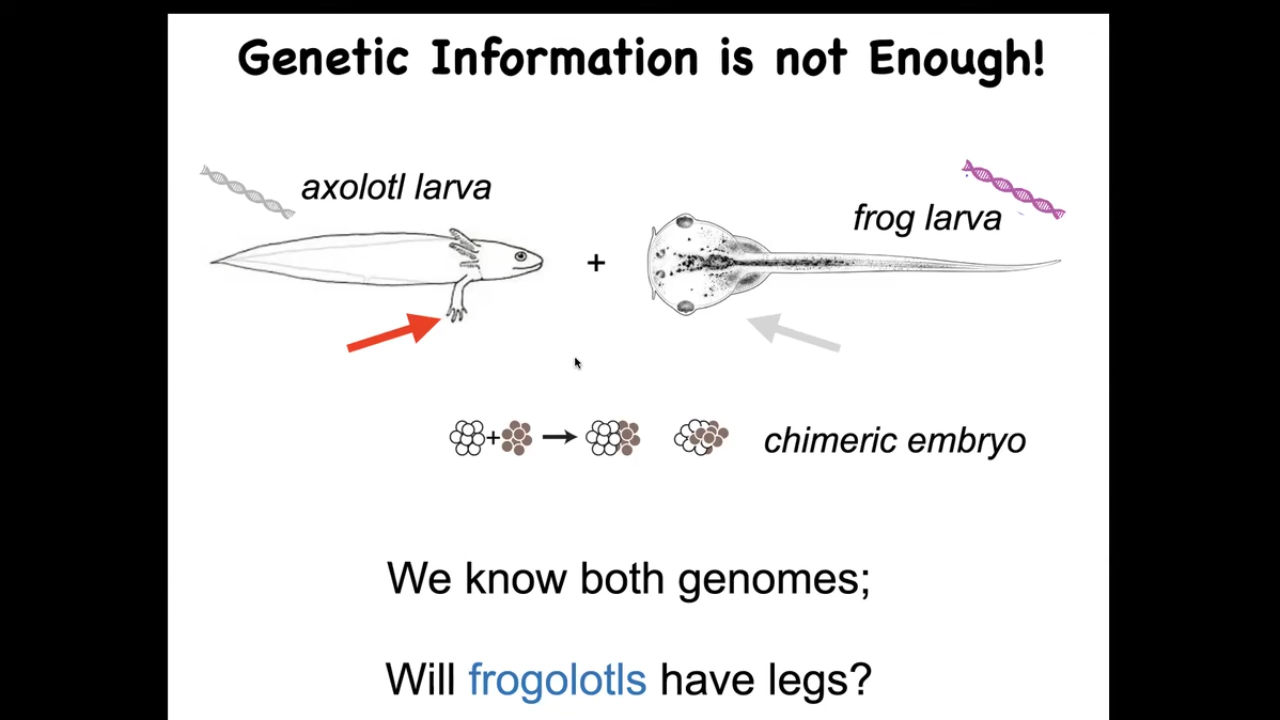 Genetic Information is not Enough!
axolotl larva
frog larva
+
+
chimeric embryo
We know both genomes;
Will frogolotls have legs?